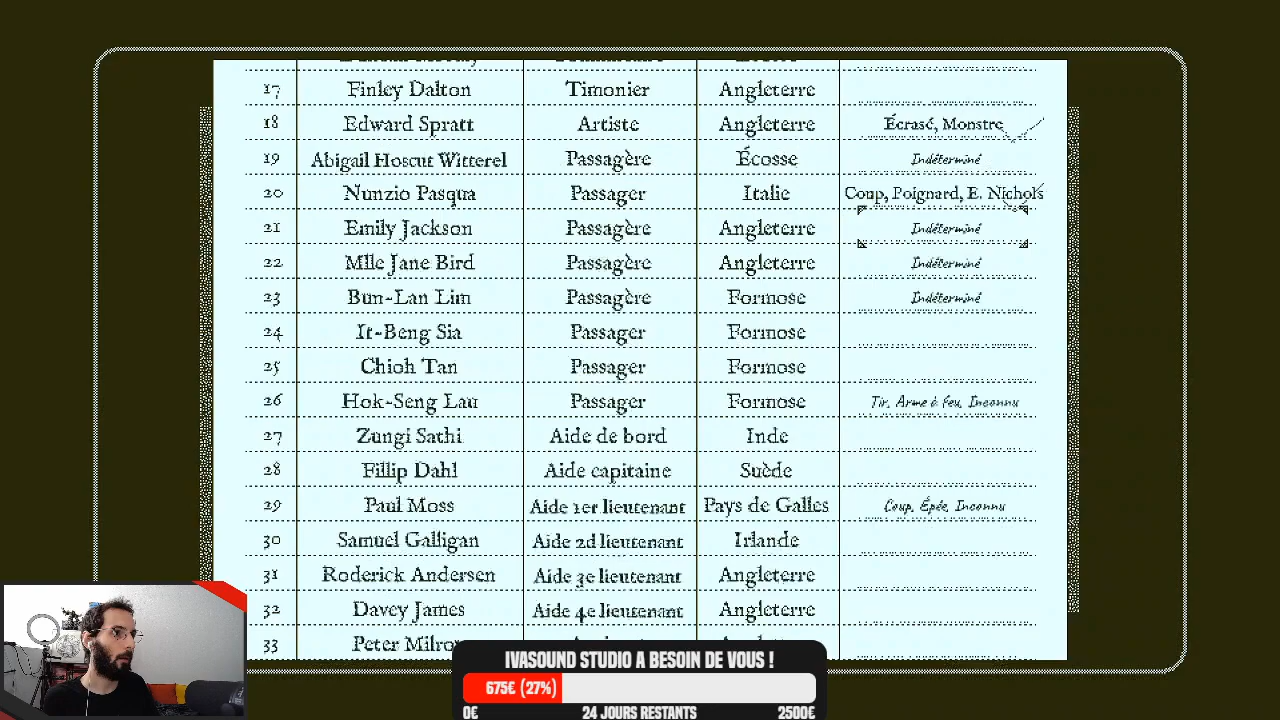 17 Finley Dalton Timonier Angleterre
18 Edward Spratt Artiste Angleterre Écrasé, Monstre
19 Abigail Hoscut Witterel Passagère Écosse Indéterminé
20 Nunzio Pasqua Passager Italie Coup, Poignard, E. Nichols
21 Emily Jackson Passagère Angleterre Indéterminé
22 Mlle Jane Bird Passagère Angleterre Indéterminé
23 Bun-Lan Lim Passagère Formose Indéterminé
24 It-Beng Sia Passager Formose
25 Chioh Tan Passager Formose
26 Hok-Seng Lau Passager Formose Tir, Arme à feu, Inconnu
27 Zungi Sathi Aide de bord Inde
28 Fillip Dahl Aide capitaine Suède
29 Paul Moss Aide 1er lieutenant Pays de Galles Coup, Épée, Inconnu
30 Samuel Galligan Aide 2d lieutenant Irlande
31 Roderick Andersen Aide 3e lieutenant Angleterre
32 Davey James Aide 4e lieutenant Angleterre
33 Peter Milro
IVASOUND STUDIO A BESOIN DE VOUS !
675€ (27%)
0€ 24 JOURS RESTANTS 2500€